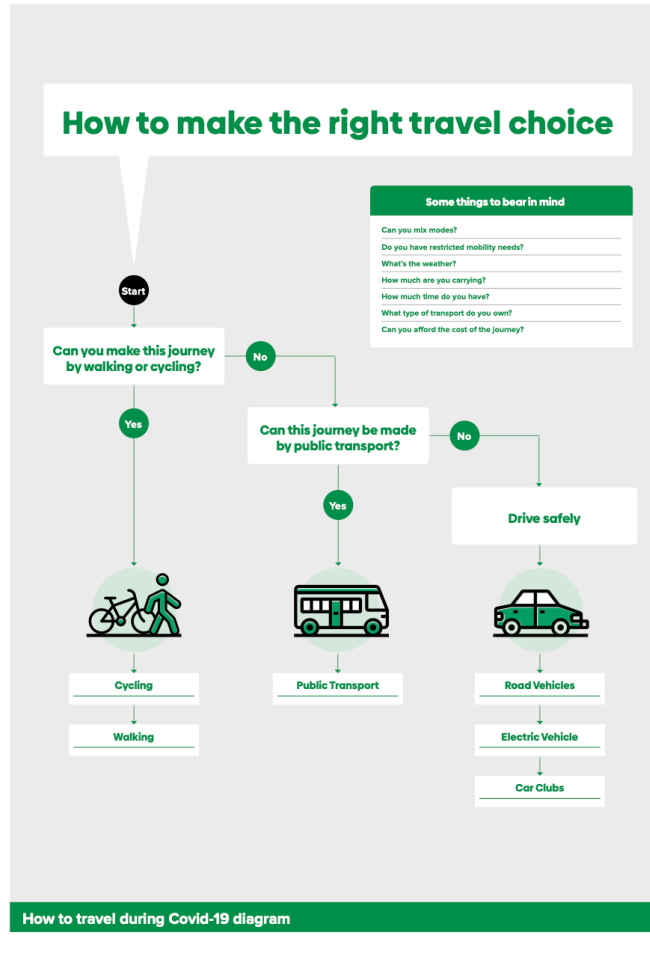 How to make the right travel choice
Some things to bear in mind
Can you mix modes?
Do you have restricted mobility needs?
What's the weather?
How much are you carrying?
How much time do you have?
What type of transport do you own?
Can you afford the cost of the journey?
Start
Can you make this journey
by walking or cycling?
No
Yes
Can this journey be made
by public transport?
No
Yes
Drive safely
Cycling
Walking
Public Transport
Road Vehicles
Electric Vehicle
Car Clubs
How to travel during Covid-19 diagram